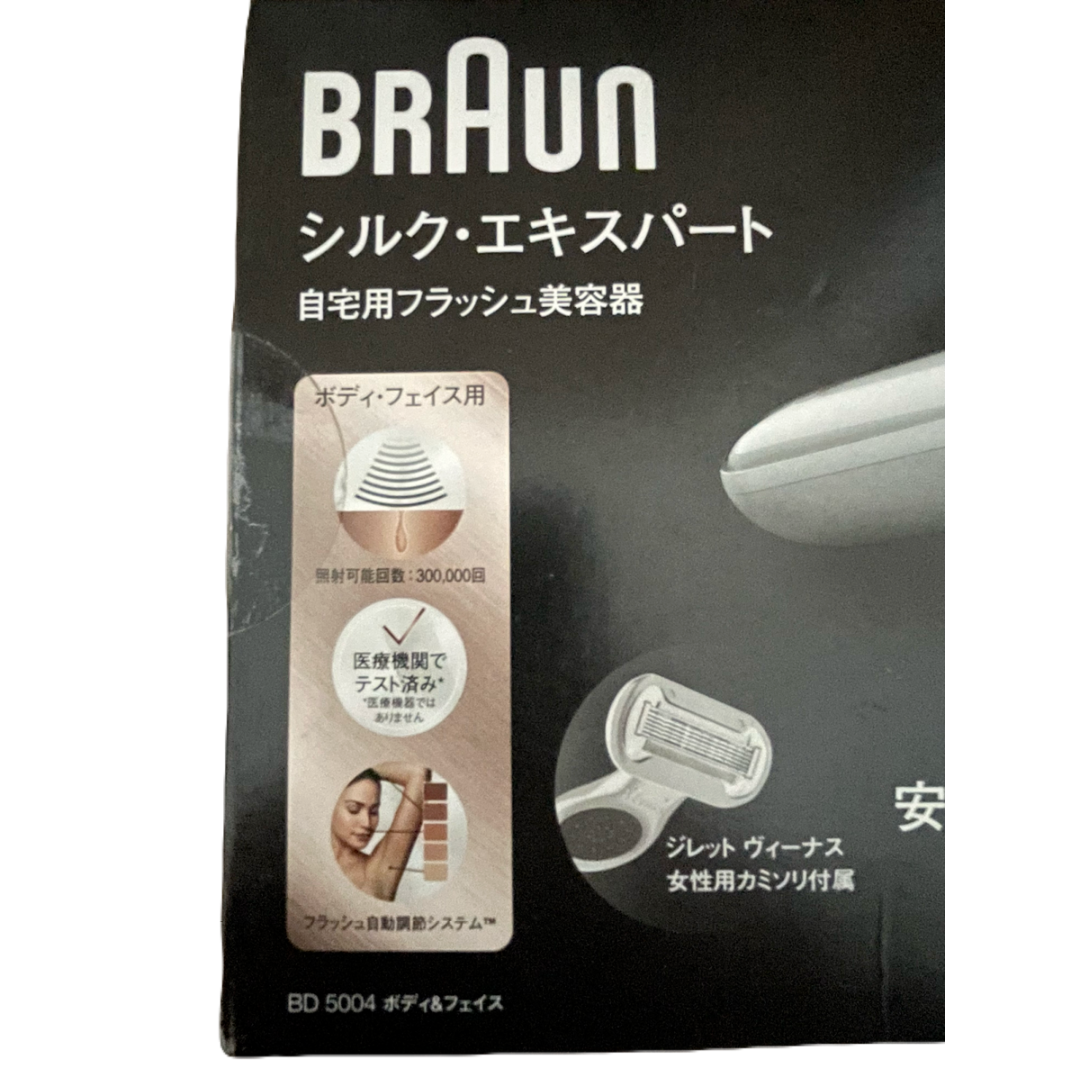 BRAUN
シルク・エキスパート
自宅用フラッシュ美容器
ボディ・フェイス用
照射可能回数:300,000回
医療機関で
テスト済み*
*医療機器では
ありません
フラッシュ自動調節システム™
ジレット ヴィーナス
女性用カミソリ付属
安
BD 5004 ボディ&フェイス